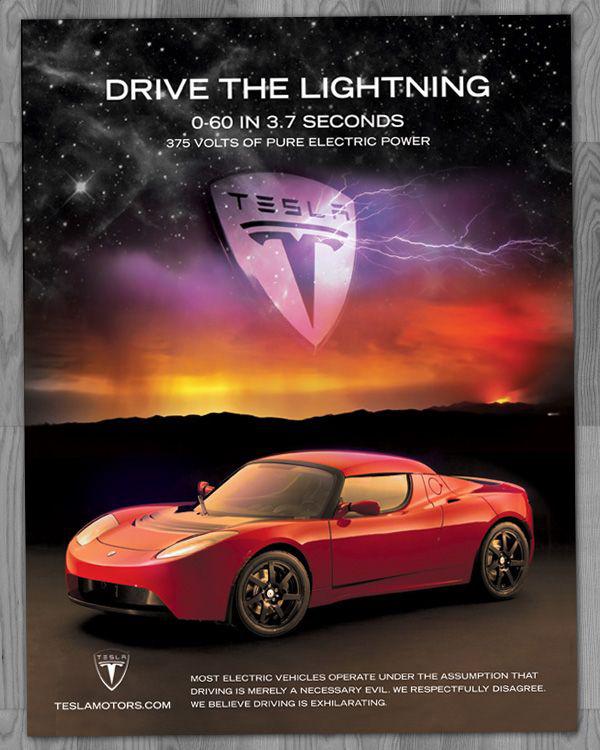 DRIVE THE LIGHTNING
0-60 IN 3.7 SECONDS
375 VOLTS OF PURE ELECTRIC POWER
TESLA
TESLA
TESLAMOTORS.COM
MOST ELECTRIC VEHICLES OPERATE UNDER THE ASSUMPTION THAT
DRIVING IS MERELY A NECESSARY EVIL. WE RESPECTFULLY DISAGREE.
WE BELIEVE DRIVING IS EXHILARATING.